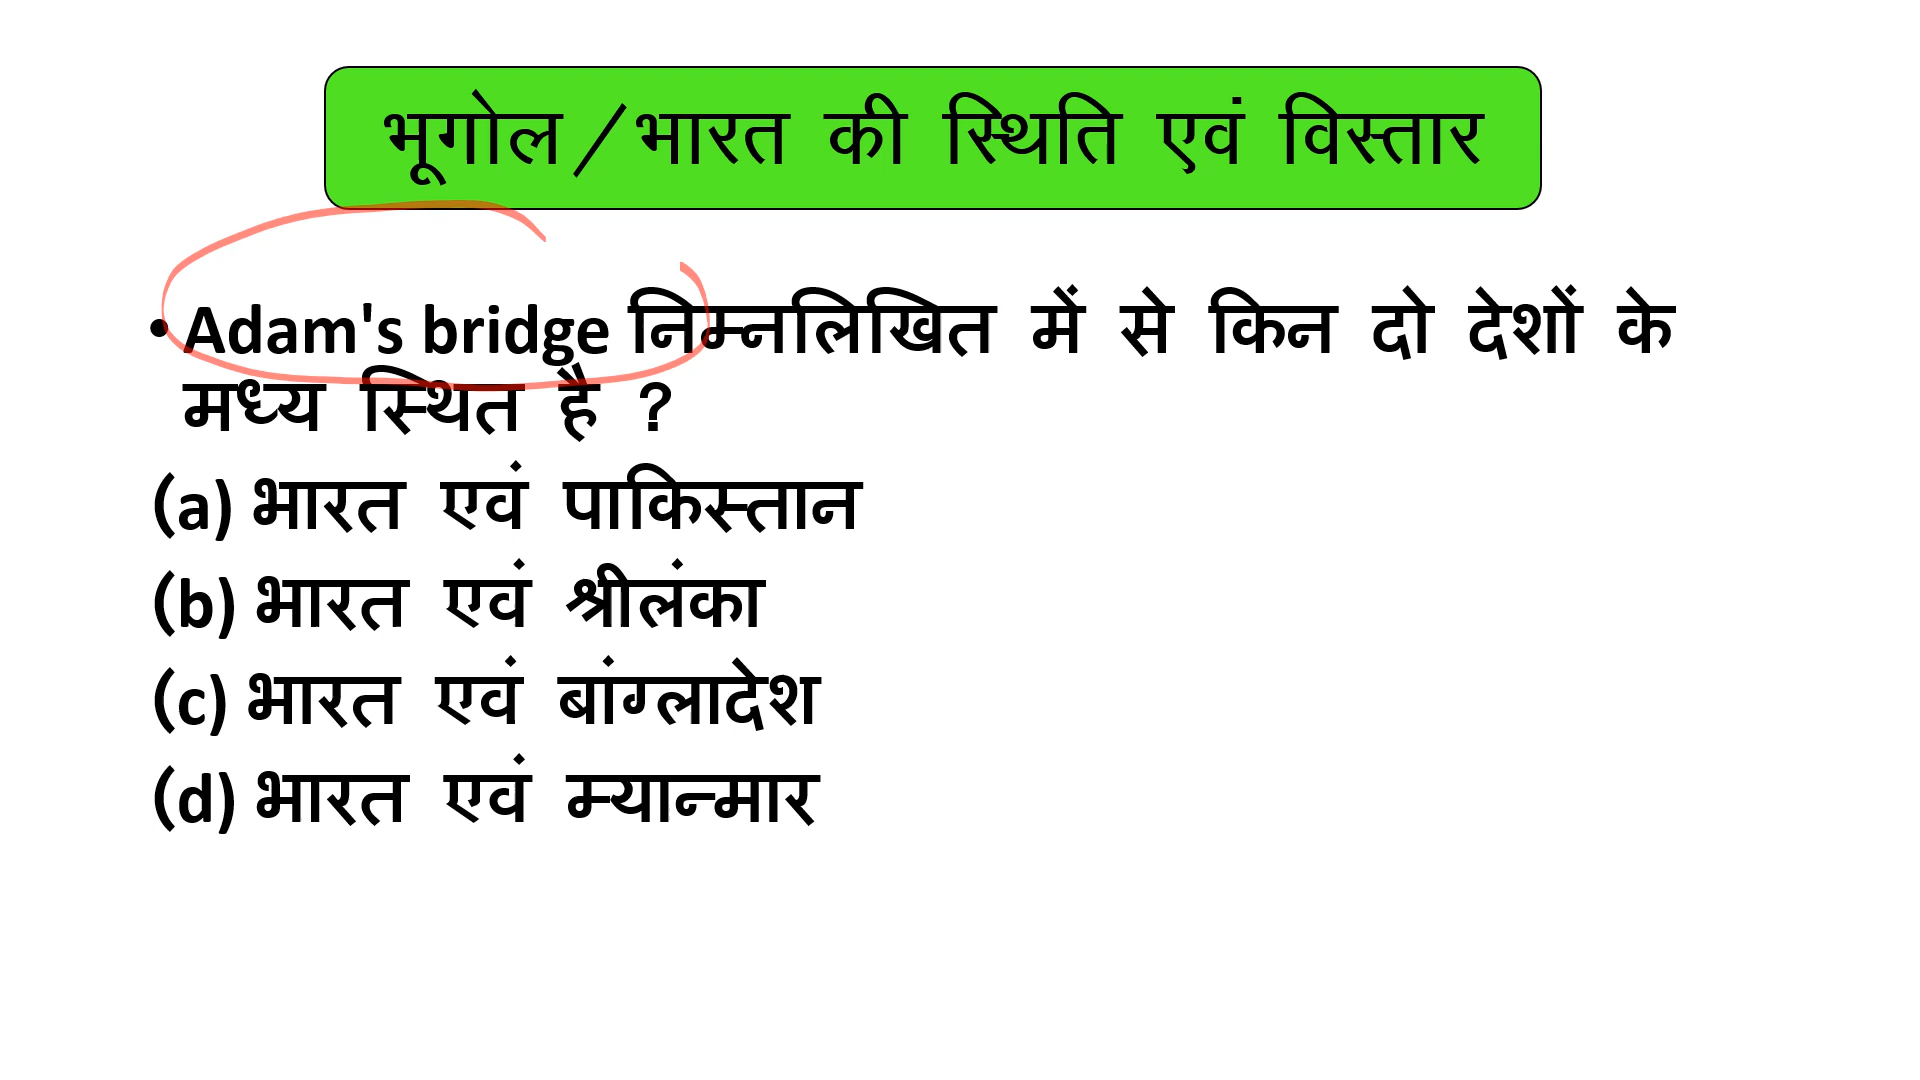 भूगोल/भारत की स्थिति एवं विस्तार
• Adam's bridge निम्नलिखित में से किन दो देशों के
मध्य स्थित है ?
(a) भारत एवं पाकिस्तान
(b) भारत एवं श्रीलंका
(c) भारत एवं बांग्लादेश
(d) भारत एवं म्यान्मार